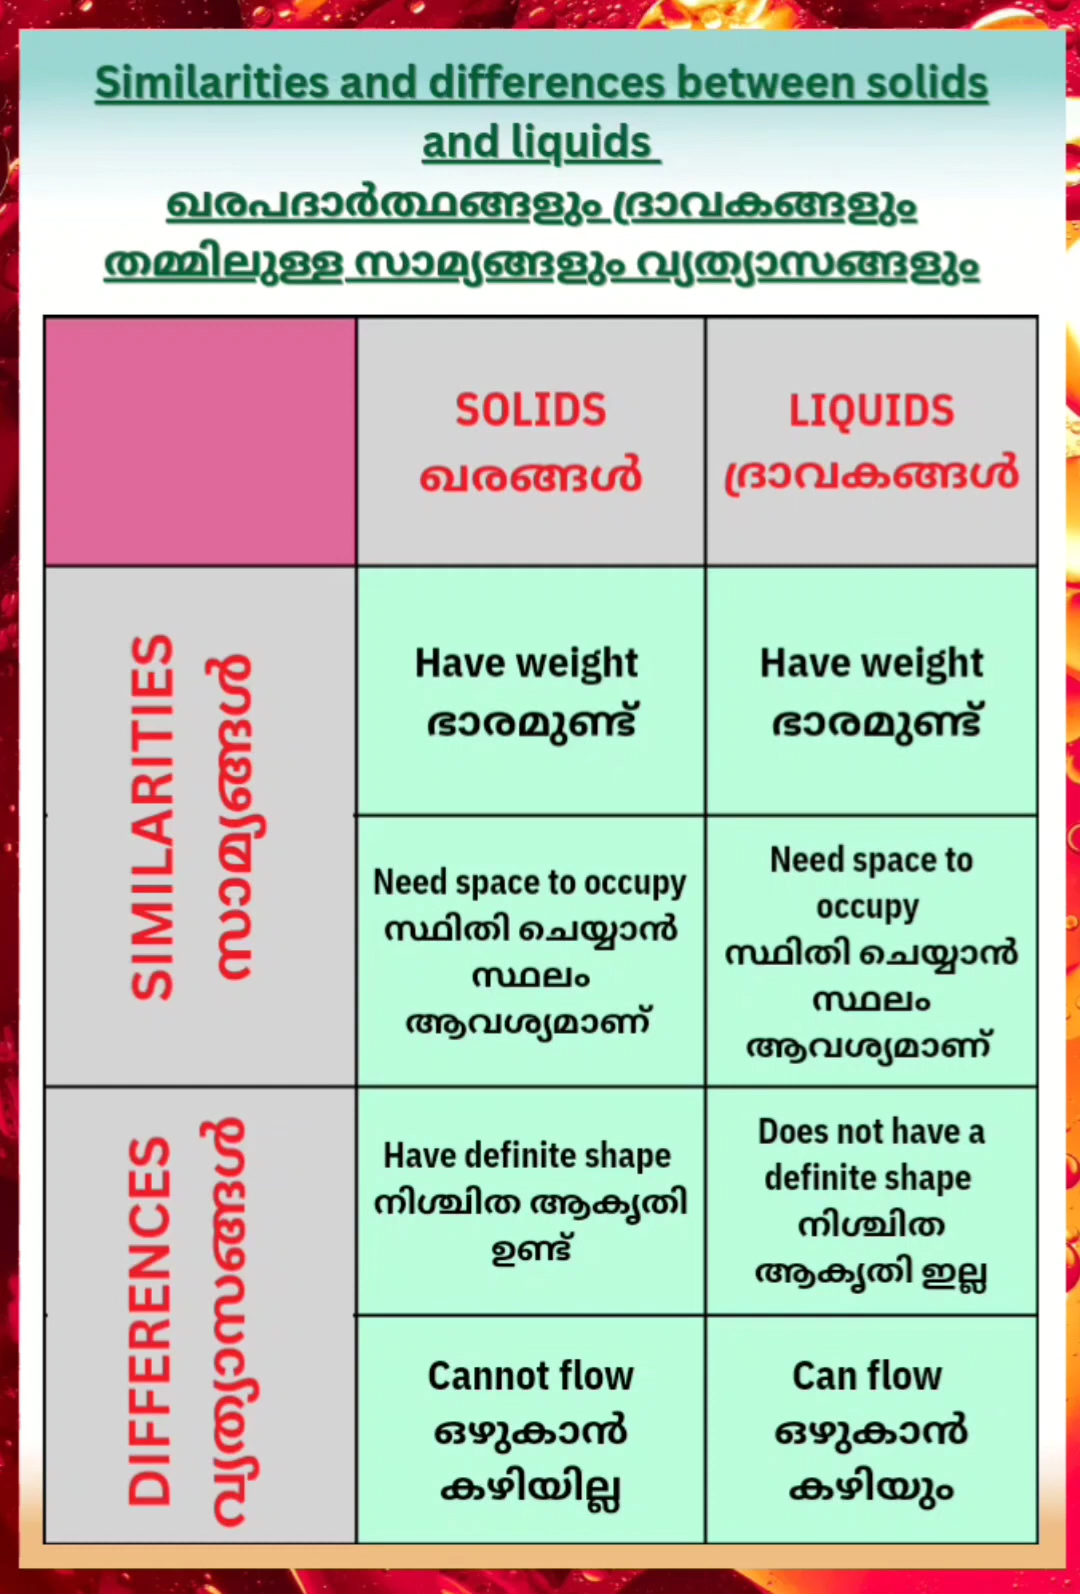 Similarities and differences between solids
and liquids
ഖരപദാർത്ഥങ്ങളും ദ്രാവകങ്ങളും
തമ്മിലുള്ള സാമ്യങ്ങളും വ്യത്യാസങ്ങളും
SOLIDS
ഖരങ്ങൾ
LIQUIDS
ദ്രാവകങ്ങൾ
SIMILARITIES
സാമ്യങ്ങൾ
Have weight
ഭാരമുണ്ട്
Have weight
ഭാരമുണ്ട്
Need space to occupy
സ്ഥിതി ചെയ്യാൻ
സ്ഥലം
ആവശ്യമാണ്
Need space to
occupy
സ്ഥിതി ചെയ്യാൻ
സ്ഥലം
ആവശ്യമാണ്
DIFFERENCES
വ്യത്യാസങ്ങൾ
Have definite shape
നിശ്ചിത ആകൃതി
ഉണ്ട്
Does not have a
definite shape
നിശ്ചിത
ആകൃതി ഇല്ല
Cannot flow
ഒഴുകാൻ
കഴിയില്ല
Can flow
ഒഴുകാൻ
കഴിയും